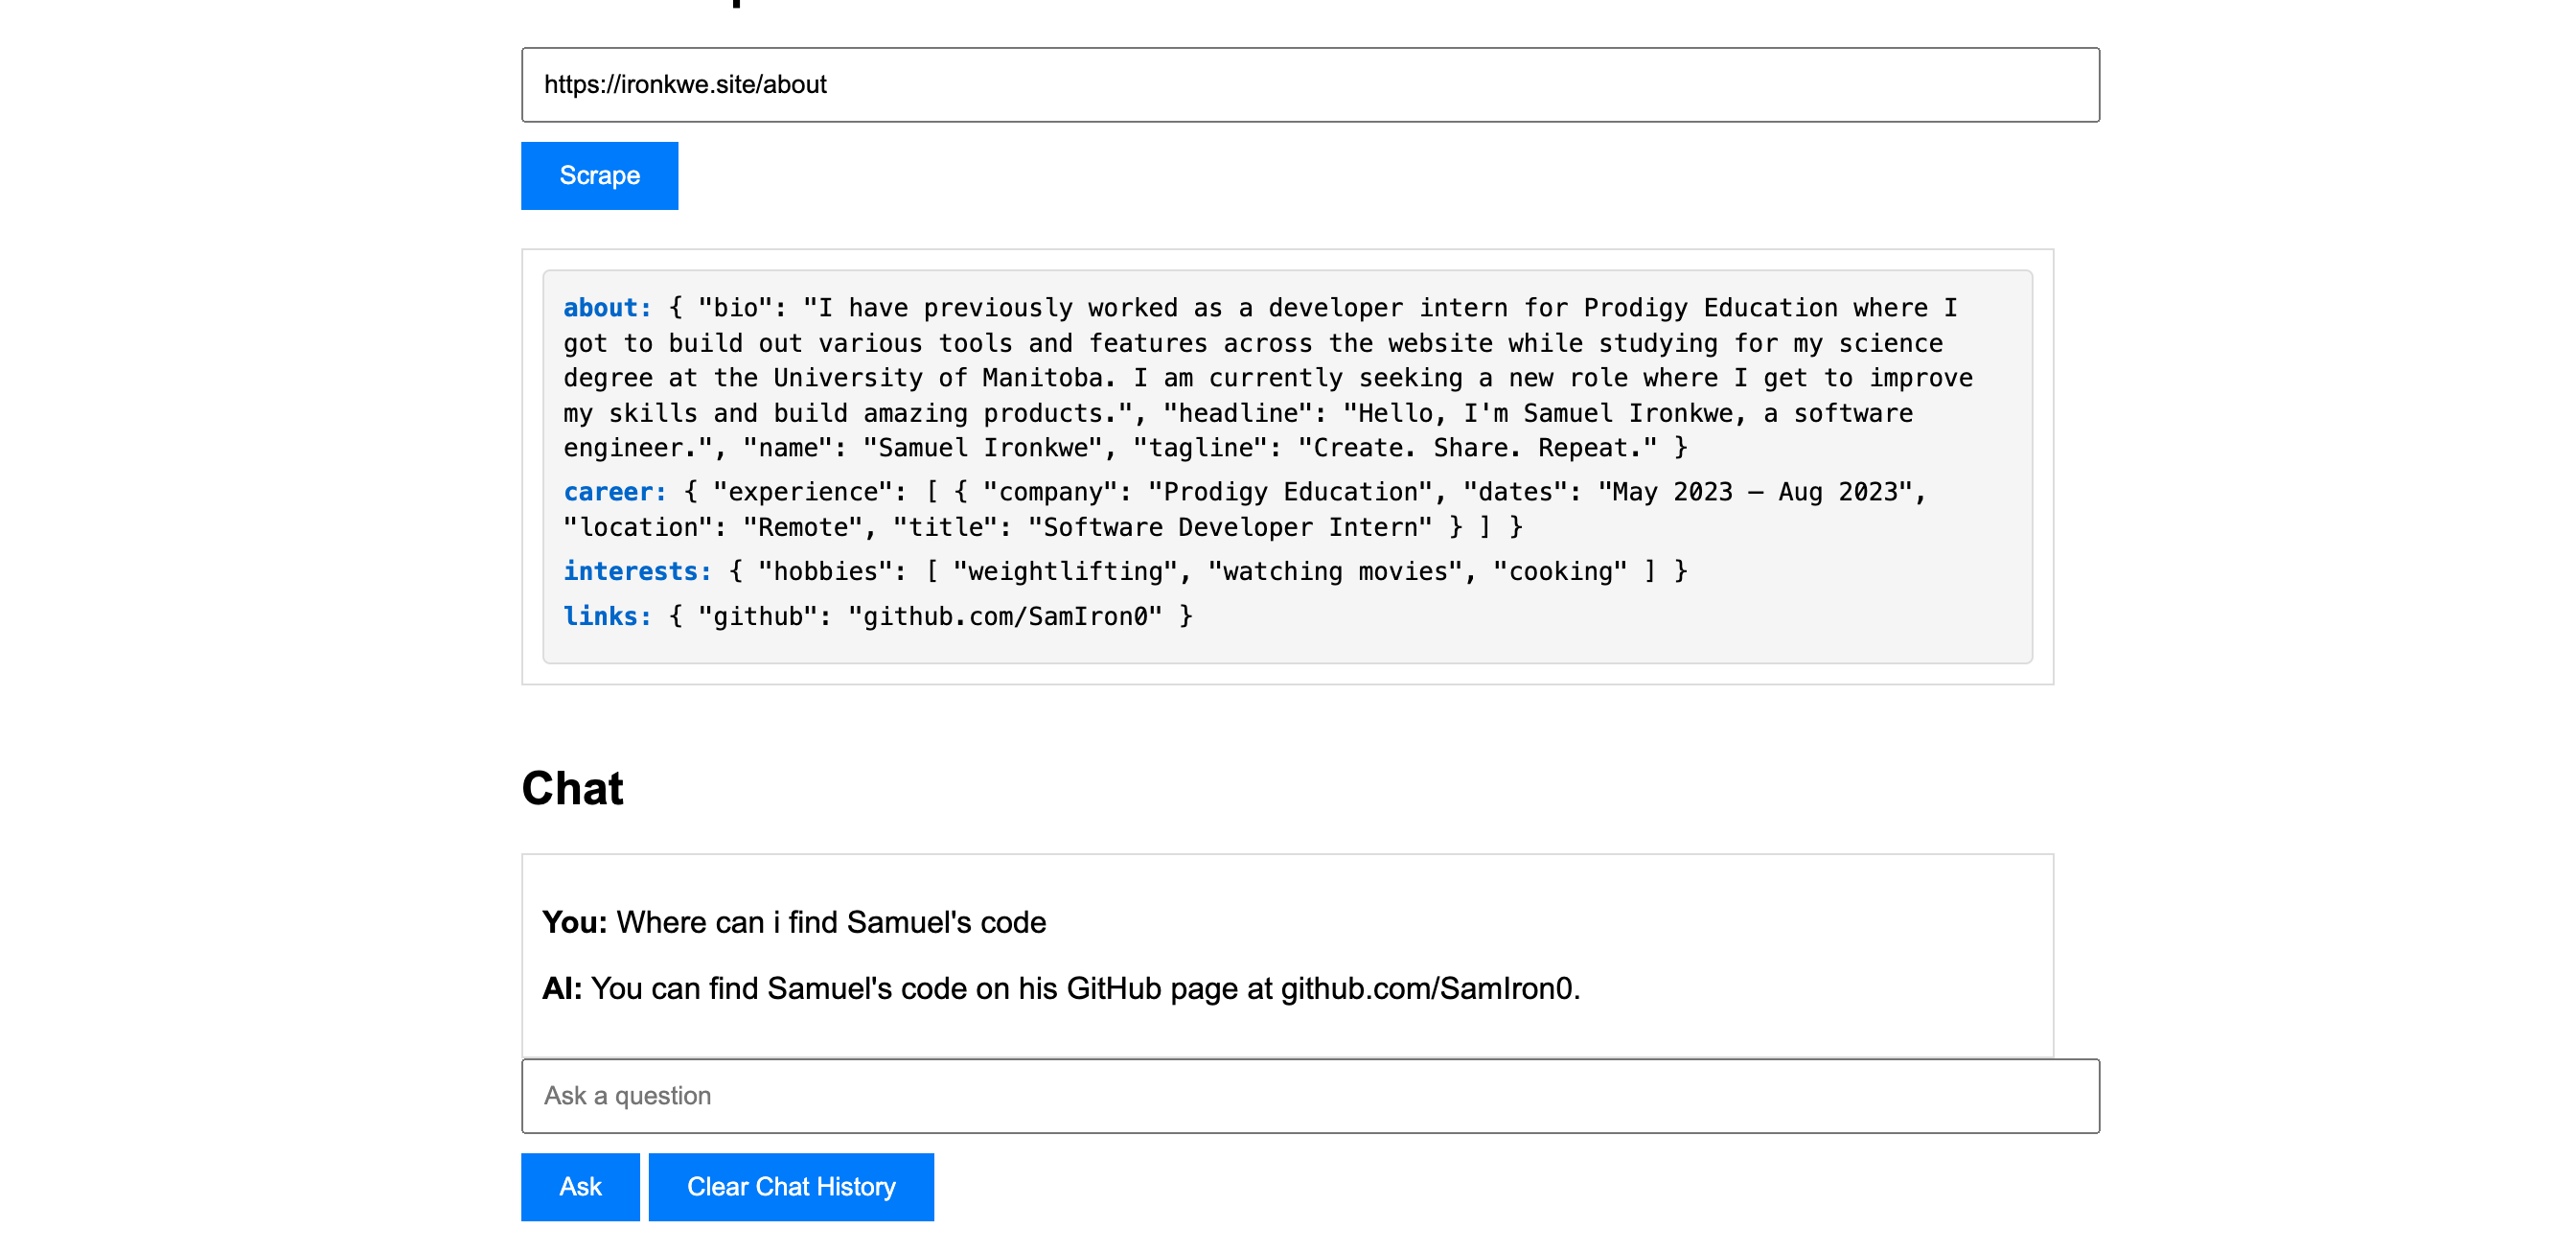 https://ironkwe.site/about
Scrape
about: { "bio": "I have previously worked as a developer intern for Prodigy Education where I
got to build out various tools and features across the website while studying for my science
degree at the University of Manitoba. I am currently seeking a new role where I get to improve
my skills and build amazing products.", "headline": "Hello, I'm Samuel Ironkwe, a software
engineer.", "name": "Samuel Ironkwe", "tagline": "Create. Share. Repeat." }
career: { "experience": [ { "company": "Prodigy Education", "dates": "May 2023 – Aug 2023",
"location": "Remote", "title": "Software Developer Intern" } ] }
interests: { "hobbies": [ "weightlifting", "watching movies", "cooking" ] }
links: { "github": "github.com/SamIron0" }
Chat
You: Where can i find Samuel's code
AI: You can find Samuel's code on his GitHub page at github.com/SamIron0.
Ask a question
Ask Clear Chat History